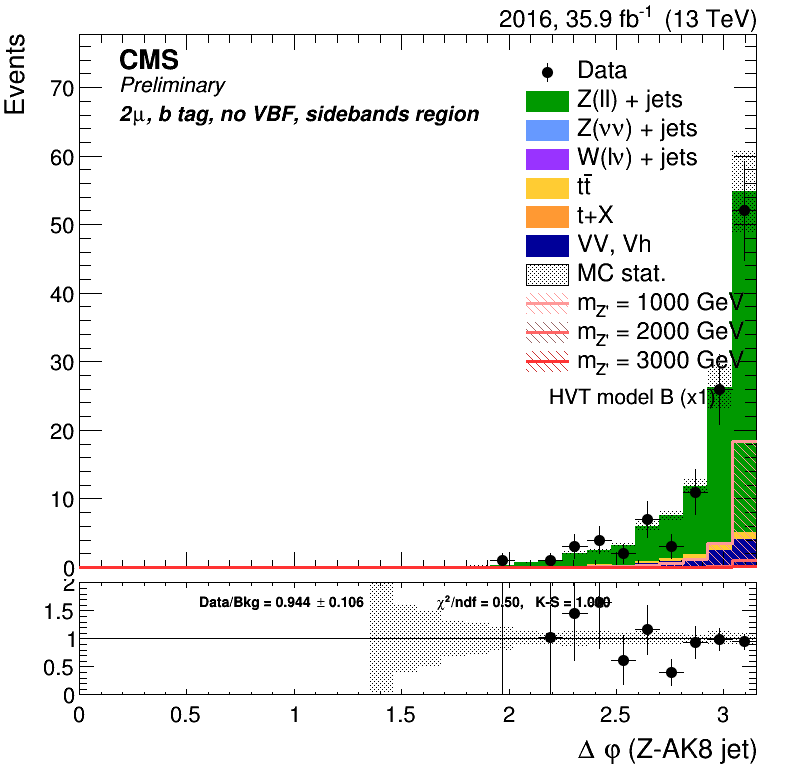 2016, 35.9 fb⁻¹ (13 TeV)
Events
CMS
Preliminary
2μ, b tag, no VBF, sidebands region
Data
Z(ll) + jets
Z(νν) + jets
W(lν) + jets
tt̅
t+X
VV, Vh
MC stat.
m_Z' = 1000 GeV
m_Z' = 2000 GeV
m_Z' = 3000 GeV
HVT model B (x1)
70
60
50
40
30
20
10
0
2
1.5
1
0.5
0
Data/Bkg = 0.944 ± 0.106
χ²/ndf = 0.50, K-S = 1.000
0 0.5 1 1.5 2 2.5 3
Δ φ (Z-AK8 jet)